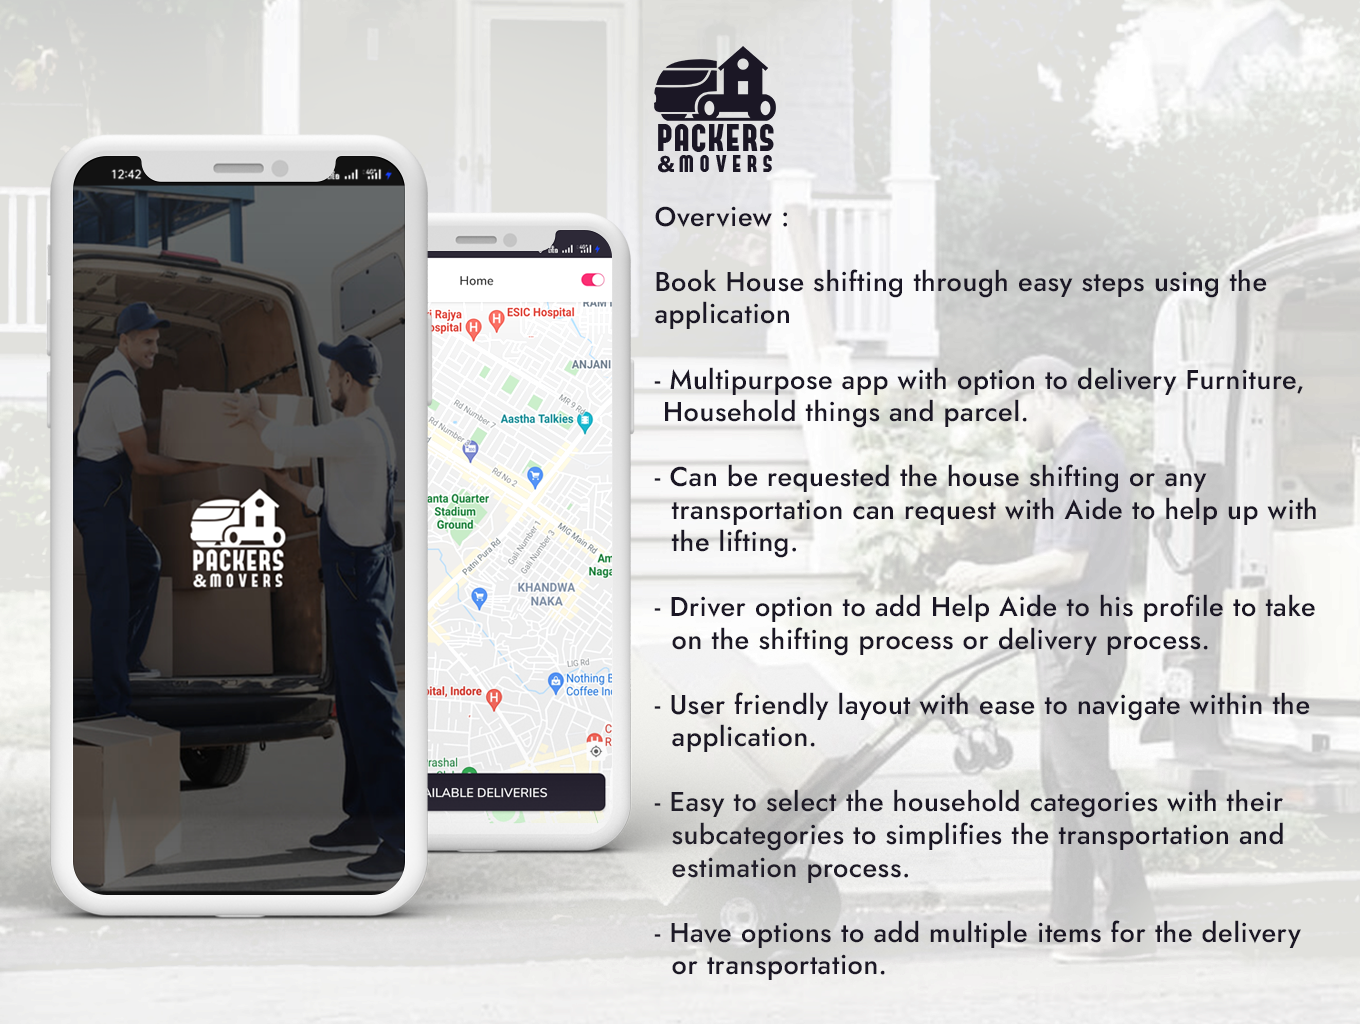 PACKERS
&MOVERS
Overview :
Book House shifting through easy steps using the
application
- Multipurpose app with option to delivery Furniture,
Household things and parcel.
- Can be requested the house shifting or any
transportation can request with Aide to help up with
the lifting.
- Driver option to add Help Aide to his profile to take
on the shifting process or delivery process.
- User friendly layout with ease to navigate within the
application.
- Easy to select the household categories with their
subcategories to simplifies the transportation and
estimation process.
- Have options to add multiple items for the delivery
or transportation.
12:42
PACKERS
&MOVERS
Home
Rajya
ESIC Hospital
ospital
ANJANI
MR 9 Rd
Rd Number 7
Aastha Talkies
Rd Number
Rd No 2
anta Quarter
Stadium
Ground
Gali Number 1
Gali Number 3
MIG Main Rd
Patni Pura Rd
Am
Naga
KHANDWA
NAKA
LIG Rd
Nothing B
Coffee In
ital, Indore
C
R
rashal
AILABLE DELIVERIES